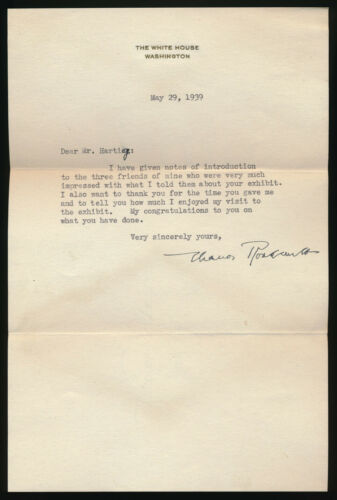 THE WHITE HOUSE
WASHINGTON
May 29, 1939
Dear Mr. Hartig:
I have given notes of introduction
to the three friends of mine who were very much
impressed with what I told them about your exhibit.
I also want to thank you for the time you gave me
and to tell you how much I enjoyed my visit to
the exhibit. My congratulations to you on
what you have done.
Very sincerely yours,
Eleanor Roosevelt